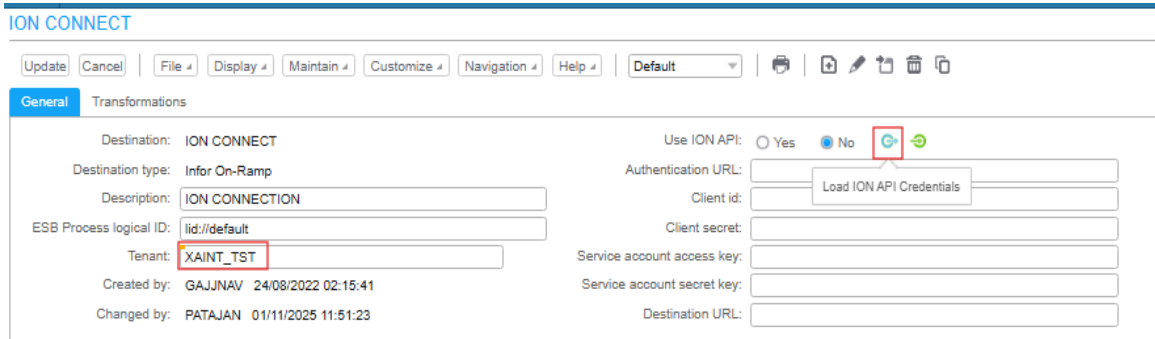 ION CONNECT
Update Cancel File Display Maintain Customize Navigation Help Default
General Transformations
Destination: ION CONNECT
Destination type: Infor On-Ramp
Description: ION CONNECTION
ESB Process logical ID: lid://default
Tenant: XAINT_TST
Created by: GAJJNAV 24/08/2022 02:15:41
Changed by: PATAJAN 01/11/2025 11:51:23
Use ION API: Yes No
Authentication URL:
Load ION API Credentials
Client id:
Client secret:
Service account access key:
Service account secret key:
Destination URL: